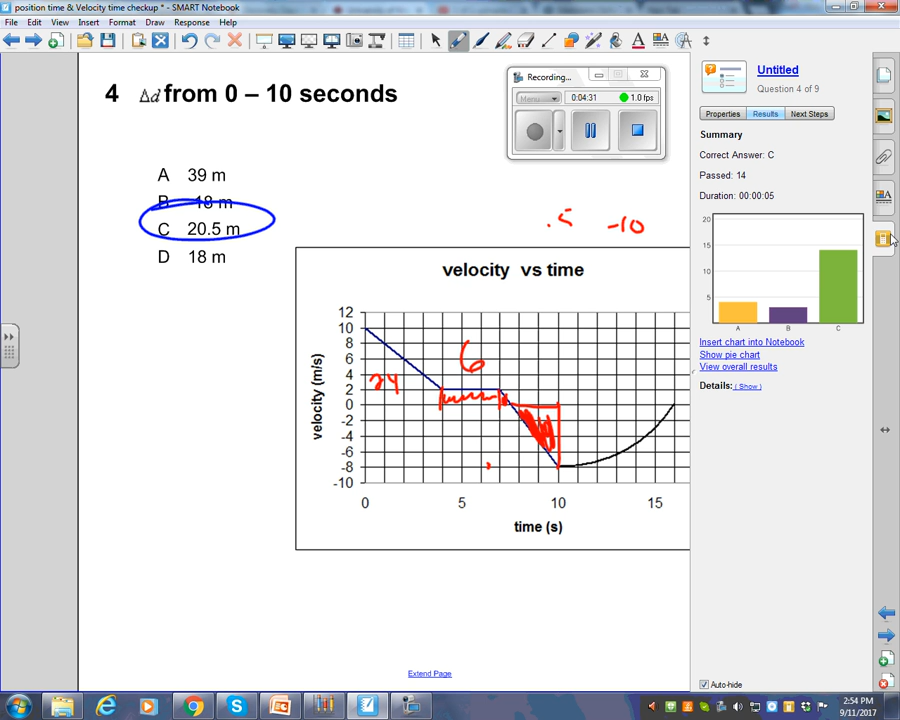 position time & Velocity time checkup * - SMART Notebook
File Edit View Insert Format Draw Response Help
4 Δd from 0 – 10 seconds
Recording...
Menu
0:04:31
1.0 fps
A 39 m
B -18 m
C 20.5 m
D 18 m
.5 -10
velocity vs time
velocity (m/s)
12
10
8
6
4
2
0
-2
-4
-6
-8
-10
24
6
0 5 10 15
time (s)
Extend Page
Untitled
Question 4 of 9
Properties Results Next Steps
Summary
Correct Answer: C
Passed: 14
Duration: 00:00:05
20
15
10
5
A B C
Insert chart into Notebook
Show pie chart
View overall results
Details: ( Show )
Auto-hide
2:54 PM
9/11/2017